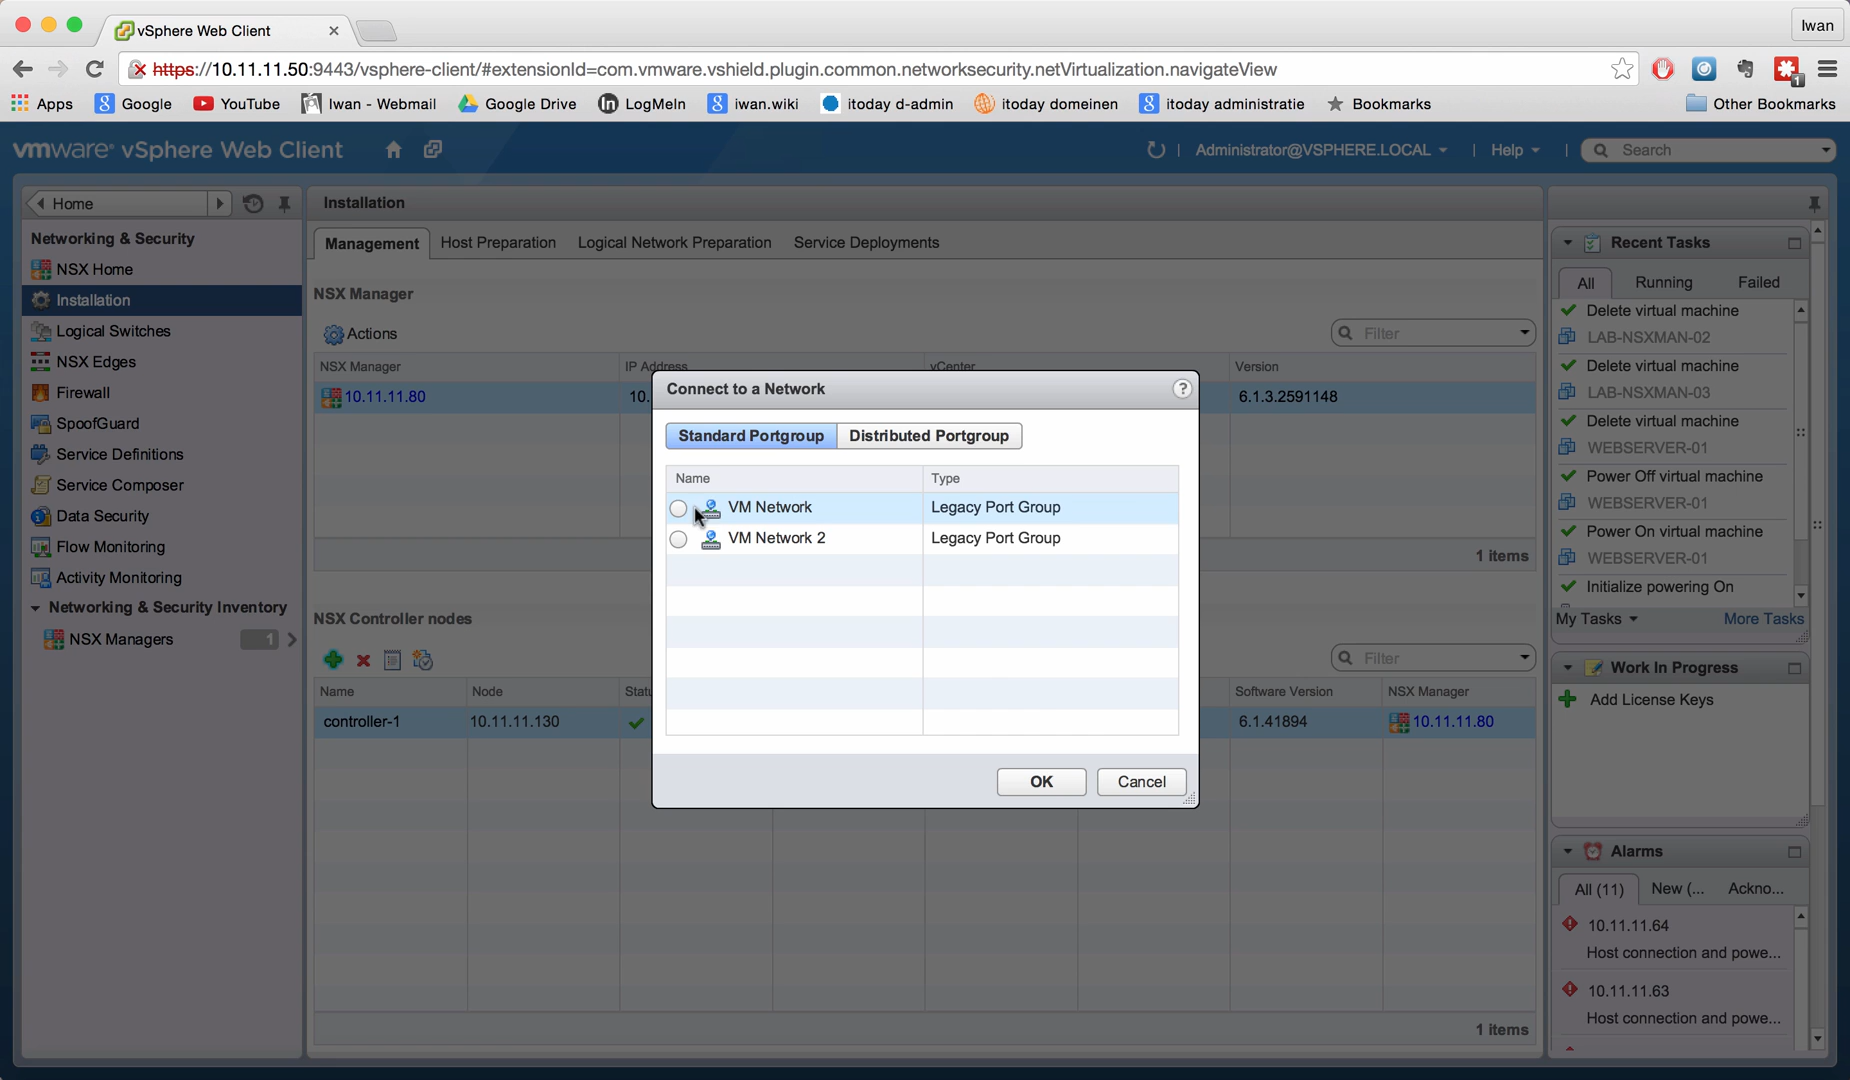 vSphere Web Client
Iwan
https://10.11.11.50:9443/vsphere-client/#extensionId=com.vmware.vshield.plugin.common.networksecurity.netVirtualization.navigateView
1
Apps Google YouTube Iwan - Webmail Google Drive LogMeIn iwan.wiki itoday d-admin itoday domeinen itoday administratie Bookmarks Other Bookmarks
vmware vSphere Web Client
Administrator@VSPHERE.LOCAL | Help | Search
Home
Networking & Security
NSX Home
Installation
Logical Switches
NSX Edges
Firewall
SpoofGuard
Service Definitions
Service Composer
Data Security
Flow Monitoring
Activity Monitoring
Networking & Security Inventory
NSX Managers 1
Installation
Management Host Preparation Logical Network Preparation Service Deployments
NSX Manager
Actions
Filter
NSX Manager IP Address vCenter Version
10.11.11.80 10. 6.1.3.2591148
1 items
NSX Controller nodes
Filter
Name Node Statu Software Version NSX Manager
controller-1 10.11.11.130 6.1.41894 10.11.11.80
1 items
Connect to a Network ?
Standard Portgroup Distributed Portgroup
Name Type
VM Network Legacy Port Group
VM Network 2 Legacy Port Group
OK Cancel
Recent Tasks
All Running Failed
Delete virtual machine
LAB-NSXMAN-02
Delete virtual machine
LAB-NSXMAN-03
Delete virtual machine
WEBSERVER-01
Power Off virtual machine
WEBSERVER-01
Power On virtual machine
WEBSERVER-01
Initialize powering On
My Tasks More Tasks
Work In Progress
Add License Keys
Alarms
All (11) New (... Ackno...
10.11.11.64
Host connection and powe...
10.11.11.63
Host connection and powe...